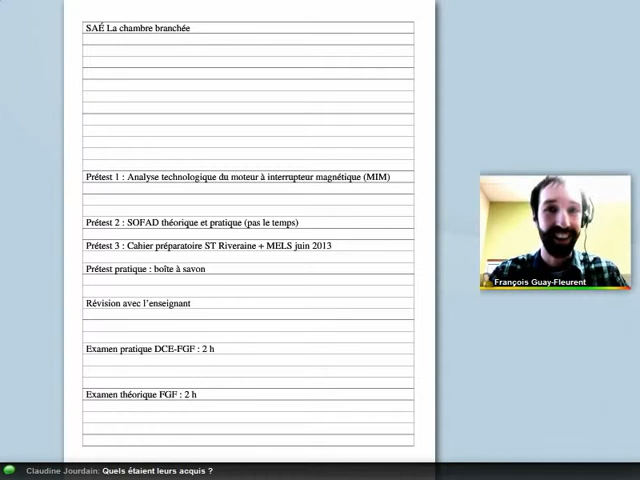 SAÉ La chambre branchée
Prétest 1 : Analyse technologique du moteur à interrupteur magnétique (MIM)
Prétest 2 : SOFAD théorique et pratique (pas le temps)
Prétest 3 : Cahier préparatoire ST Riveraine + MELS juin 2013
Prétest pratique : boîte à savon
Révision avec l'enseignant
Examen pratique DCE-FGF : 2 h
Examen théorique FGF : 2 h
François Guay-Fleurent
Claudine Jourdain: Quels étaient leurs acquis ?